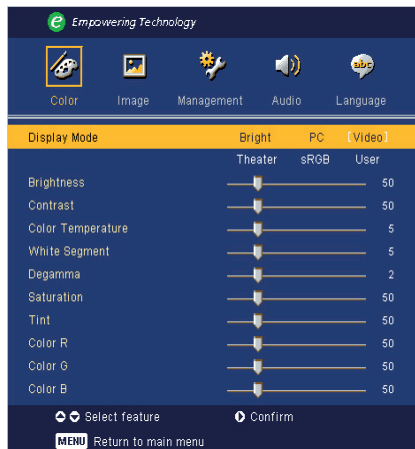 e Empowering Technology
Color Image Management Audio abc Language
Display Mode Bright PC [Video]
Theater sRGB User
Brightness 50
Contrast 50
Color Temperature 5
White Segment 5
Degamma 2
Saturation 50
Tint 50
Color R 50
Color G 50
Color B 50
Select feature Confirm
MENU Return to main menu